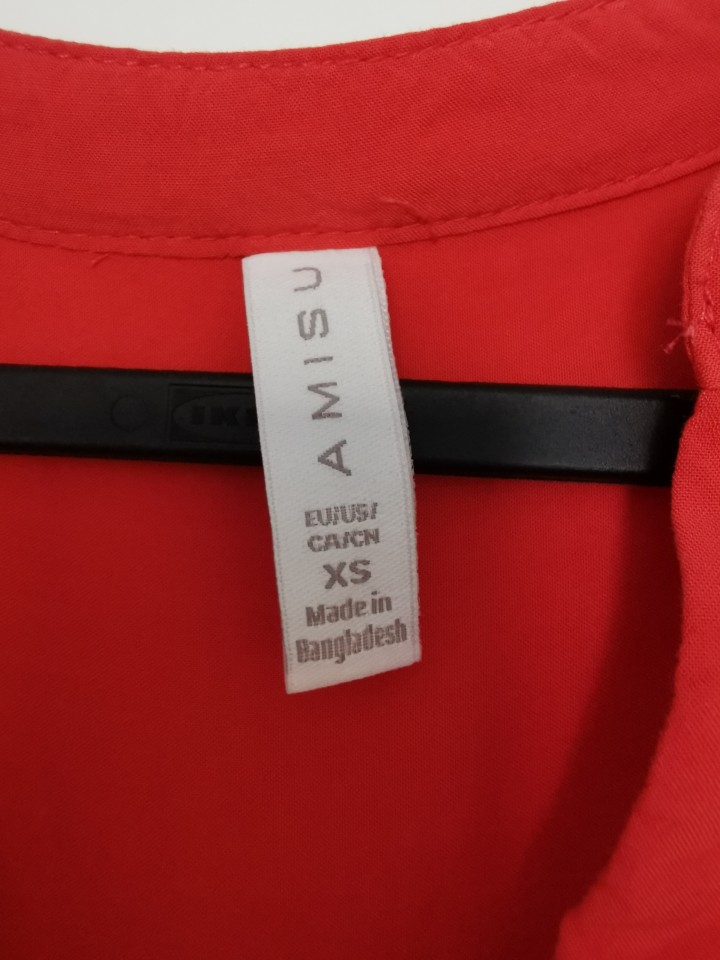 AMISU
EU/US/
CA/CN
XS
Made in
Bangladesh